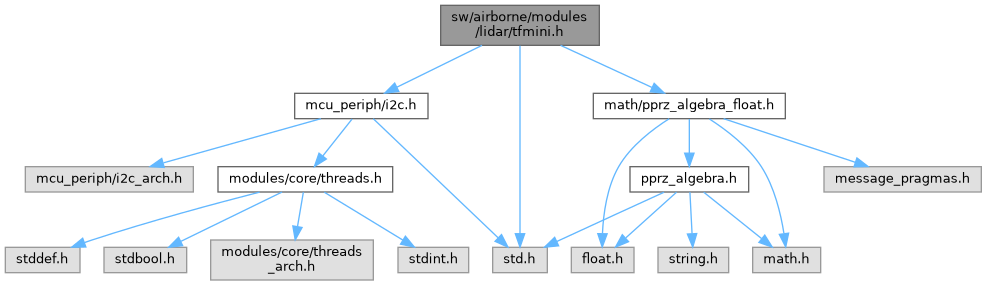 sw/airborne/modules
/lidar/tfmini.h
mcu_periph/i2c.h
math/pprz_algebra_float.h
mcu_periph/i2c_arch.h
modules/core/threads.h
pprz_algebra.h
message_pragmas.h
stddef.h
stdbool.h
modules/core/threads
_arch.h
stdint.h
std.h
float.h
string.h
math.h